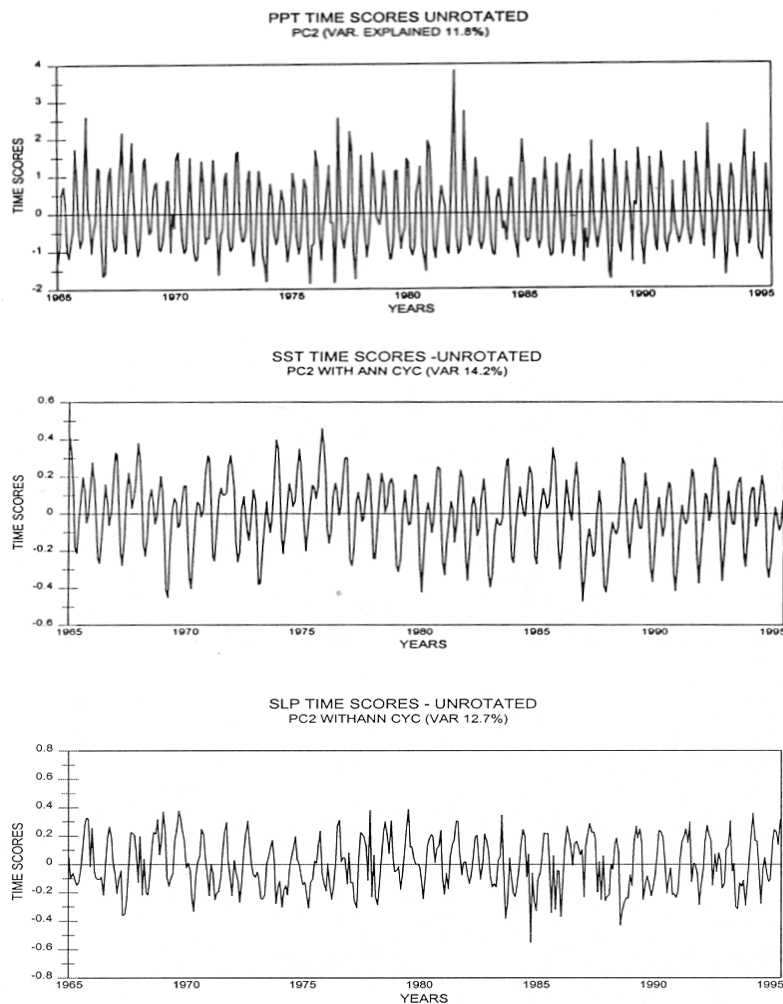 PPT TIME SCORES UNROTATED
PC2 (VAR. EXPLAINED 11.8%)
TIME SCORES
4
3
2
1
0
-1
-2
1965 1970 1975 1980 1985 1990 1995
YEARS
SST TIME SCORES -UNROTATED
PC2 WITH ANN CYC (VAR 14.2%)
TIME SCORES
0.6
0.4
0.2
0
-0.2
-0.4
-0.6
1965 1970 1975 1980 1985 1990 1995
YEARS
SLP TIME SCORES - UNROTATED
PC2 WITHANN CYC (VAR 12.7%)
TIME SCORES
0.8
0.6
0.4
0.2
0
-0.2
-0.4
-0.6
-0.8
1965 1970 1975 1980 1985 1990 1995
YEARS